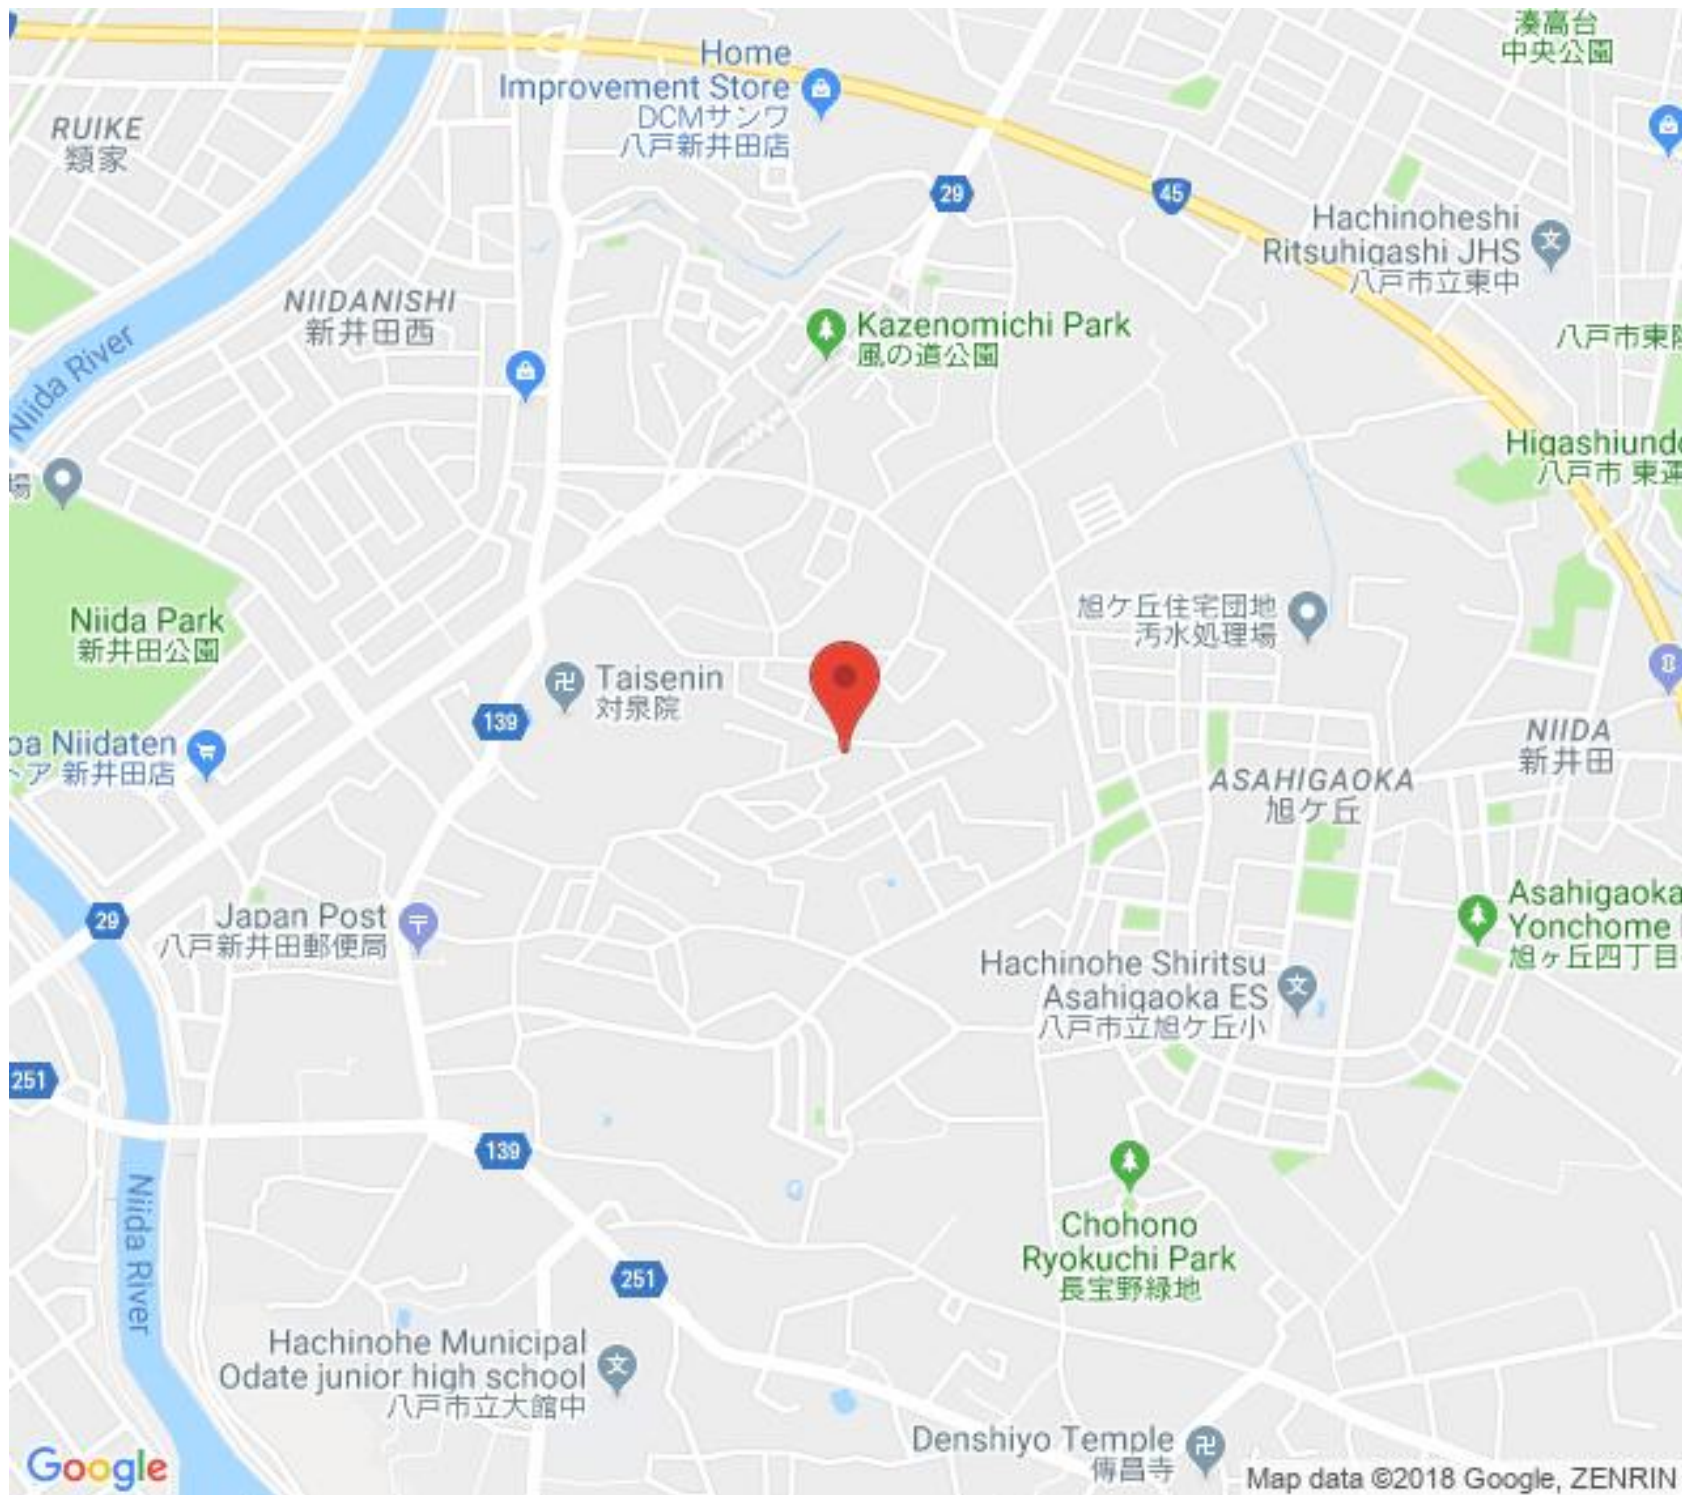 湊高台
中央公園
Home
Improvement Store
DCMサンワ
八戸新井田店
RUIKE
類家
29
45
Hachinoheshi
Ritsuhigashi JHS
八戸市立東中
NIIDANISHI
新井田西
Kazenomichi Park
風の道公園
八戸市東
Niida River
Higashiund
八戸市 東運
場
旭ケ丘住宅団地
汚水処理場
Niida Park
新井田公園
Taisenin
対泉院
139
oa Niidaten
トア 新井田店
NIIDA
新井田
ASAHIGAOKA
旭ケ丘
29
Japan Post
八戸新井田郵便局
Asahigaoka
Yonchome
旭ヶ丘四丁目
Hachinohe Shiritsu
Asahigaoka ES
八戸市立旭ケ丘小
251
139
Niida River
Chohono
Ryokuchi Park
長宝野緑地
251
Hachinohe Municipal
Odate junior high school
八戸市立大館中
Denshiyo Temple
傳昌寺
Google
Map data ©2018 Google, ZENRIN